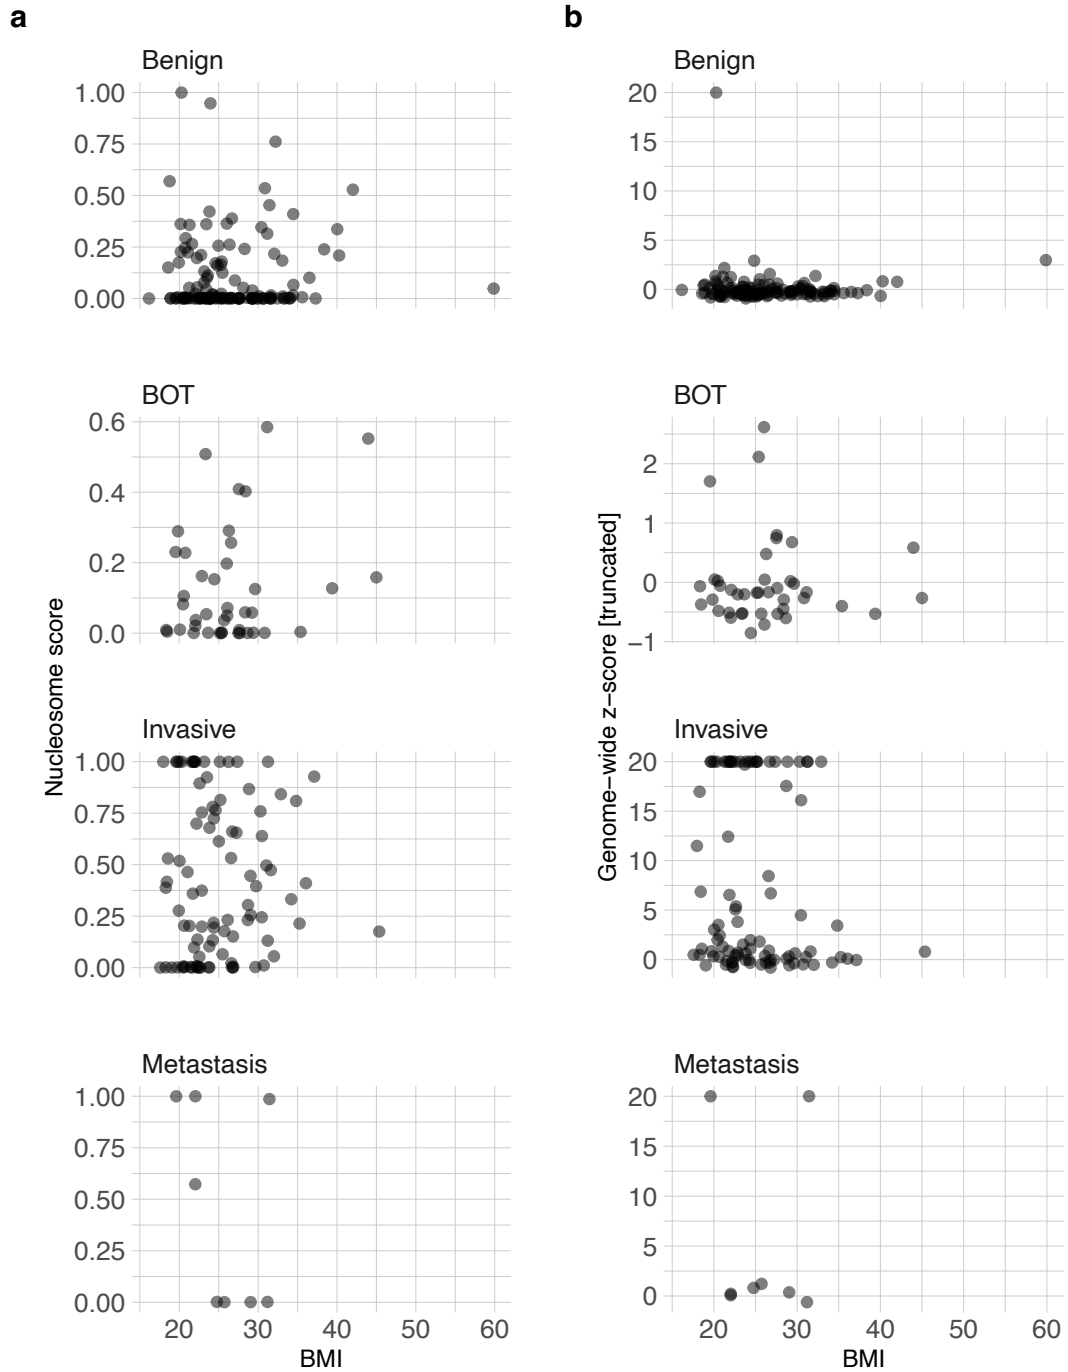 a
b
Benign
Benign
1.00
0.75
0.50
0.25
0.00
20
15
10
5
0
BOT
BOT
0.6
0.4
0.2
0.0
2
1
0
−1
Nucleosome score
Genome−wide z−score [truncated]
Invasive
Invasive
1.00
0.75
0.50
0.25
0.00
20
15
10
5
0
Metastasis
Metastasis
1.00
0.75
0.50
0.25
0.00
20
15
10
5
0
20 30 40 50 60
20 30 40 50 60
BMI
BMI